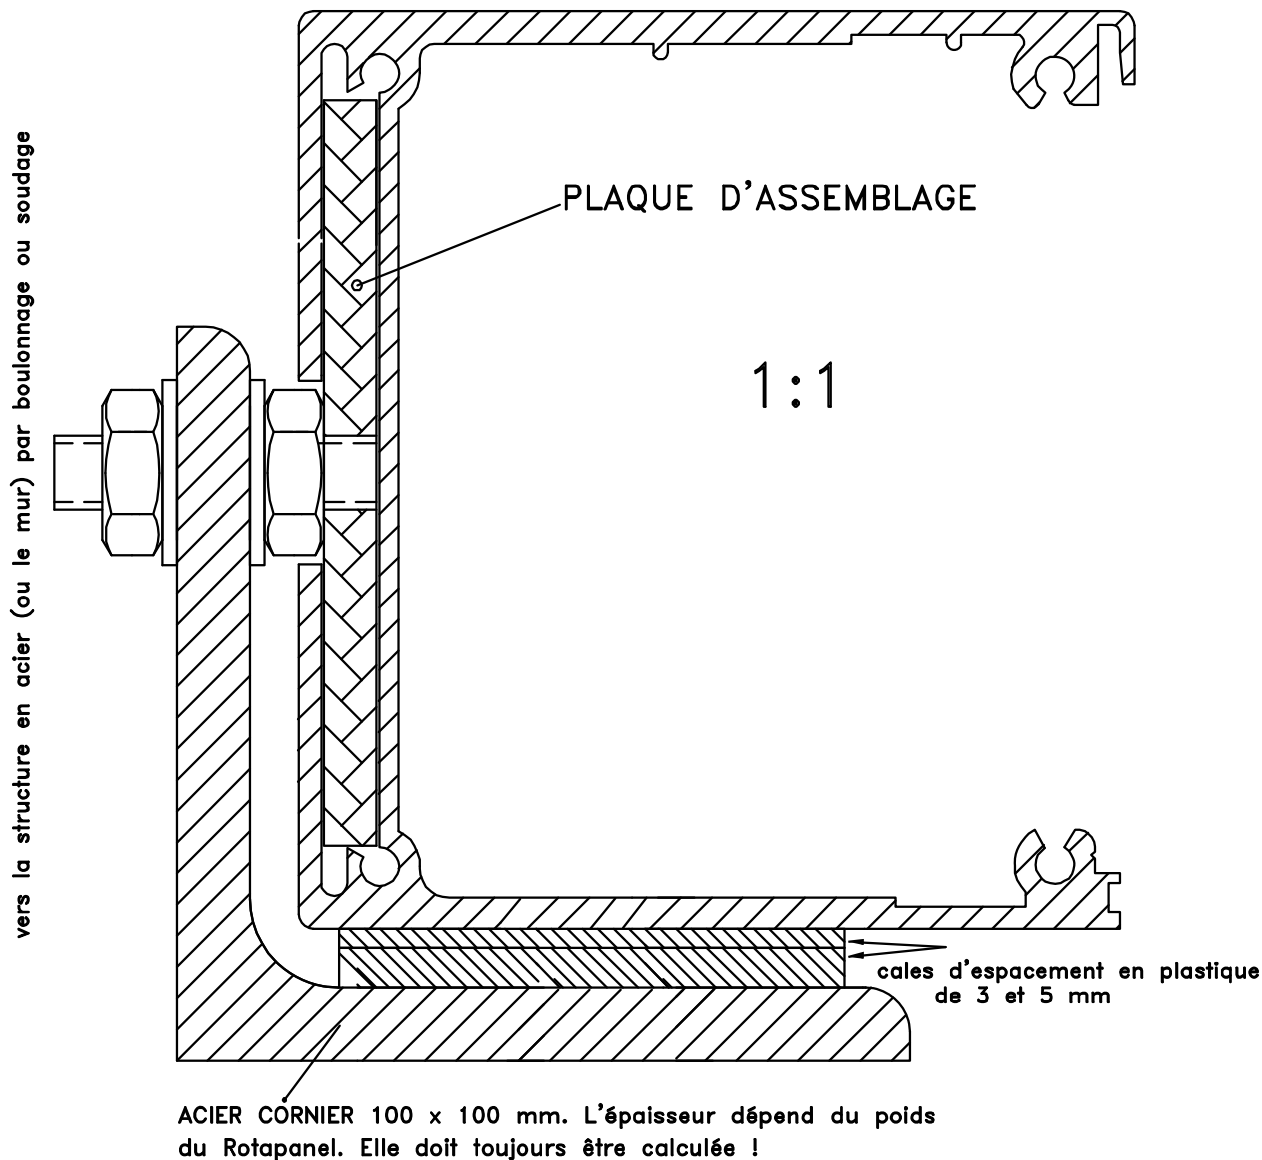 vers la structure en acier (ou le mur) par boulonnage ou soudage
PLAQUE D'ASSEMBLAGE
1:1
cales d'espacement en plastique
de 3 et 5 mm
ACIER CORNIER 100 x 100 mm. L'épaisseur dépend du poids
du Rotapanel. Elle doit toujours être calculée !